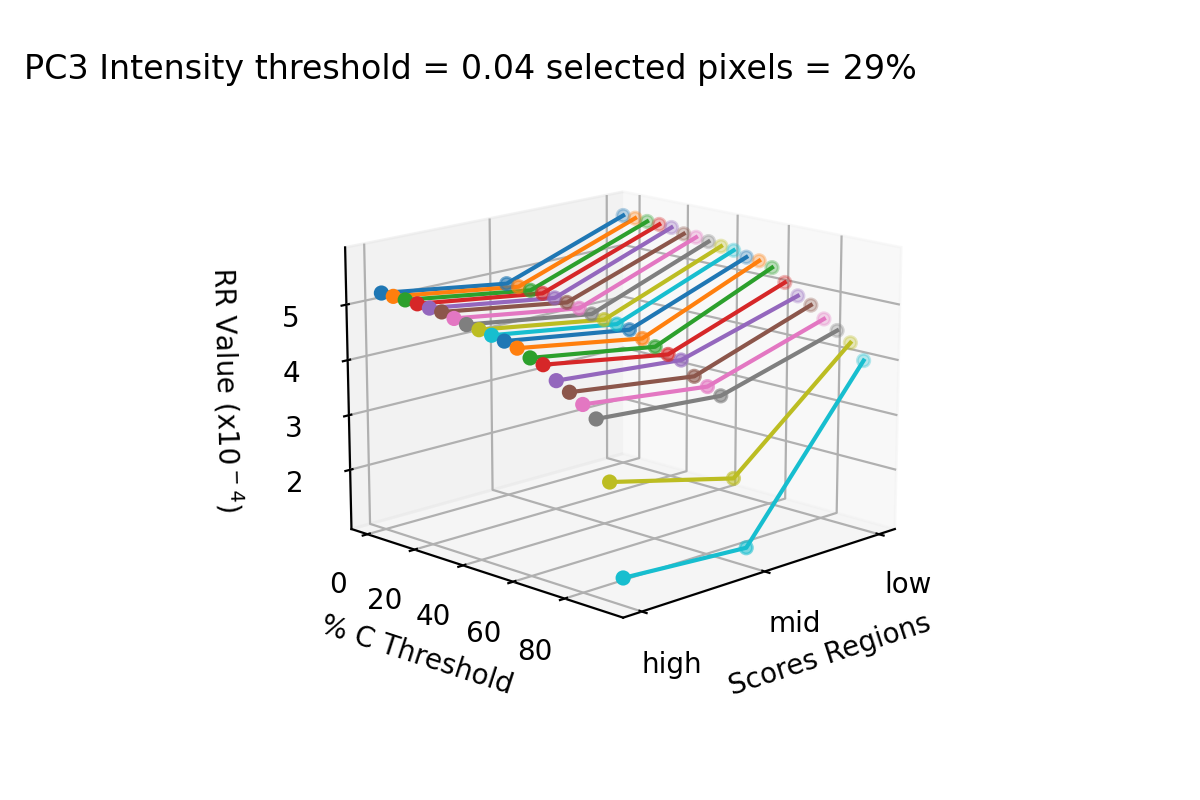 PC3 Intensity threshold = 0.04 selected pixels = 29%
RR Value (x10⁻⁴)
5
4
3
2
0
20
40
60
80
% C Threshold
high
mid
low
Scores Regions